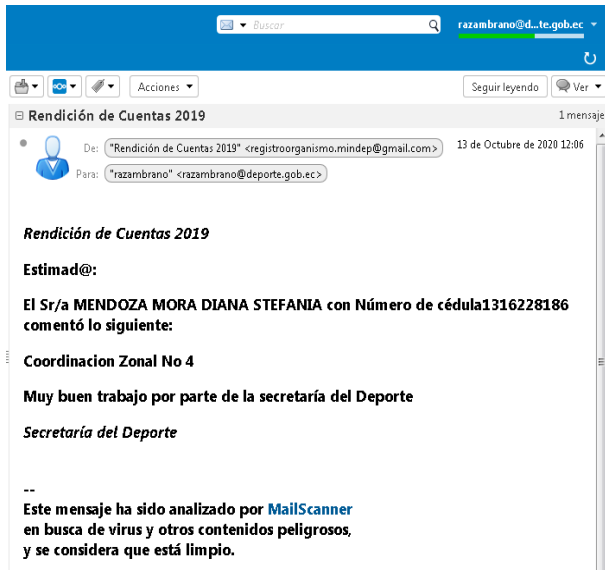 Buscar
razambrano@d...te.gob.ec
Acciones
Seguir leyendo
Ver
Rendición de Cuentas 2019
1 mensaje
De: "Rendición de Cuentas 2019" <registroorganismo.mindep@gmail.com>
13 de Octubre de 2020 12:06
Para: "razambrano" <razambrano@deporte.gob.ec>
Rendición de Cuentas 2019
Estimad@:
El Sr/a MENDOZA MORA DIANA STEFANIA con Número de cédula1316228186
comentó lo siguiente:
Coordinacion Zonal No 4
Muy buen trabajo por parte de la secretaría del Deporte
Secretaría del Deporte
--
Este mensaje ha sido analizado por MailScanner
en busca de virus y otros contenidos peligrosos,
y se considera que está limpio.